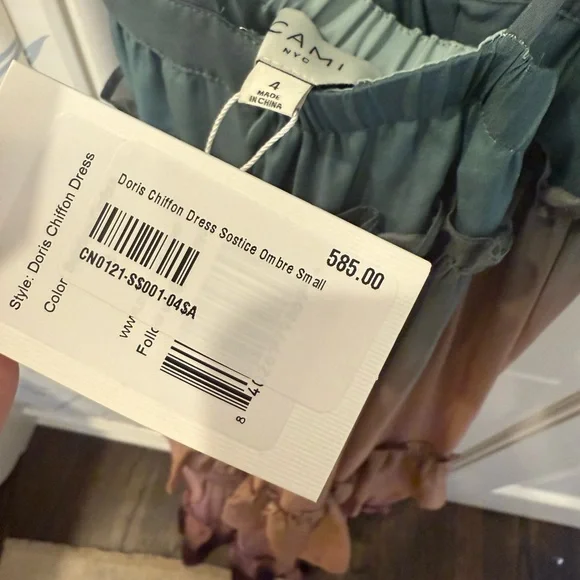 CAMI
NYC
4
MADE
IN CHINA
Doris Chiffon Dress Sostice Ombre Small
585.00
CN0121-SS001-04SA
Style: Doris Chiffon Dress
Color
8